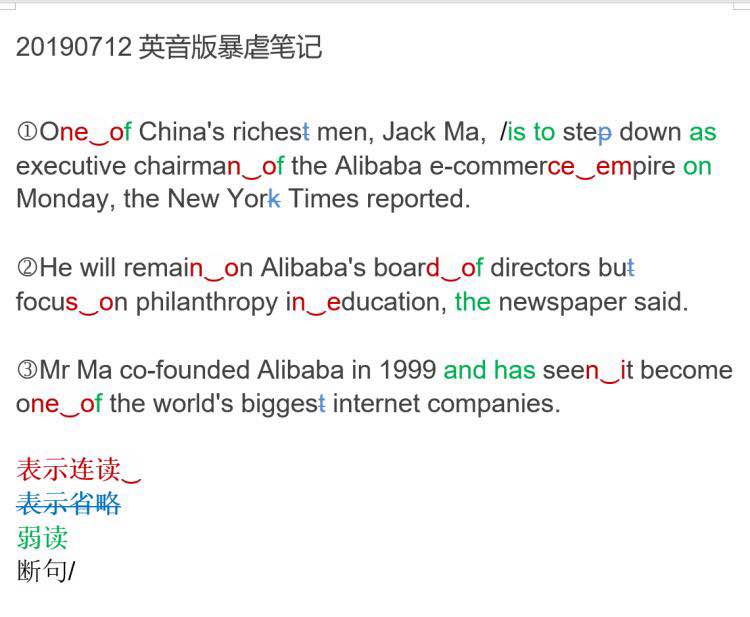 20190712 英音版暴虐笔记
①One‿of China's richest men, Jack Ma, /is to step down as
executive chairman‿of the Alibaba e-commerce‿empire on
Monday, the New York Times reported.
②He will remain‿on Alibaba's board‿of directors but
focus‿on philanthropy in‿education, the newspaper said.
③Mr Ma co-founded Alibaba in 1999 and has seen‿it become
one‿of the world's biggest internet companies.
表示连读‿
表示省略
弱读
断句/